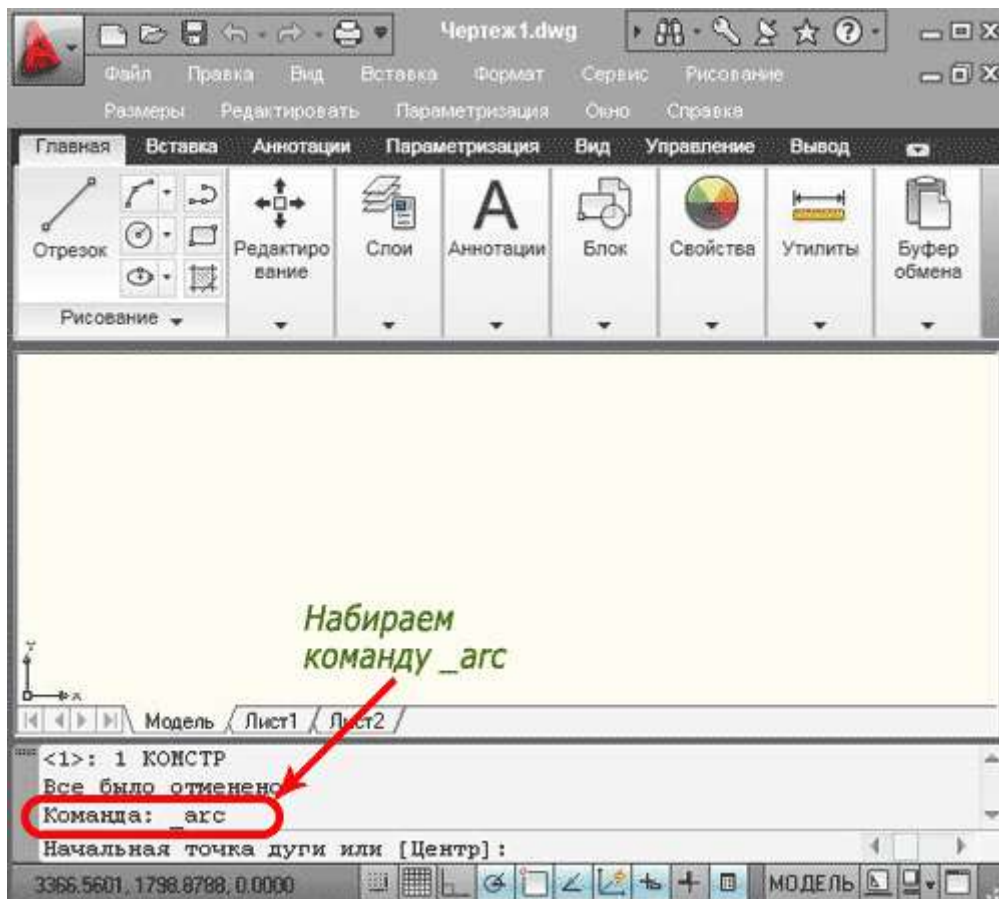 Чертеж1.dwg
Файл Правка Вид Вставка Формат Сервис Рисование
Размеры Редактировать Параметризация Окно Справка
Главная Вставка Аннотации Параметризация Вид Управление Вывод
Отрезок
Редактиро
вание
Слои
Аннотации
Блок
Свойства
Утилиты
Буфер
обмена
Рисование
Набираем
команду _arc
Y
X
Модель Лист1 Лист2
<1>: 1 КОНСТР
Все было отменено
Команда: _arc
Начальная точка дуги или [Центр]:
3366.5601, 1798.8788, 0.0000 МОДЕЛЬ